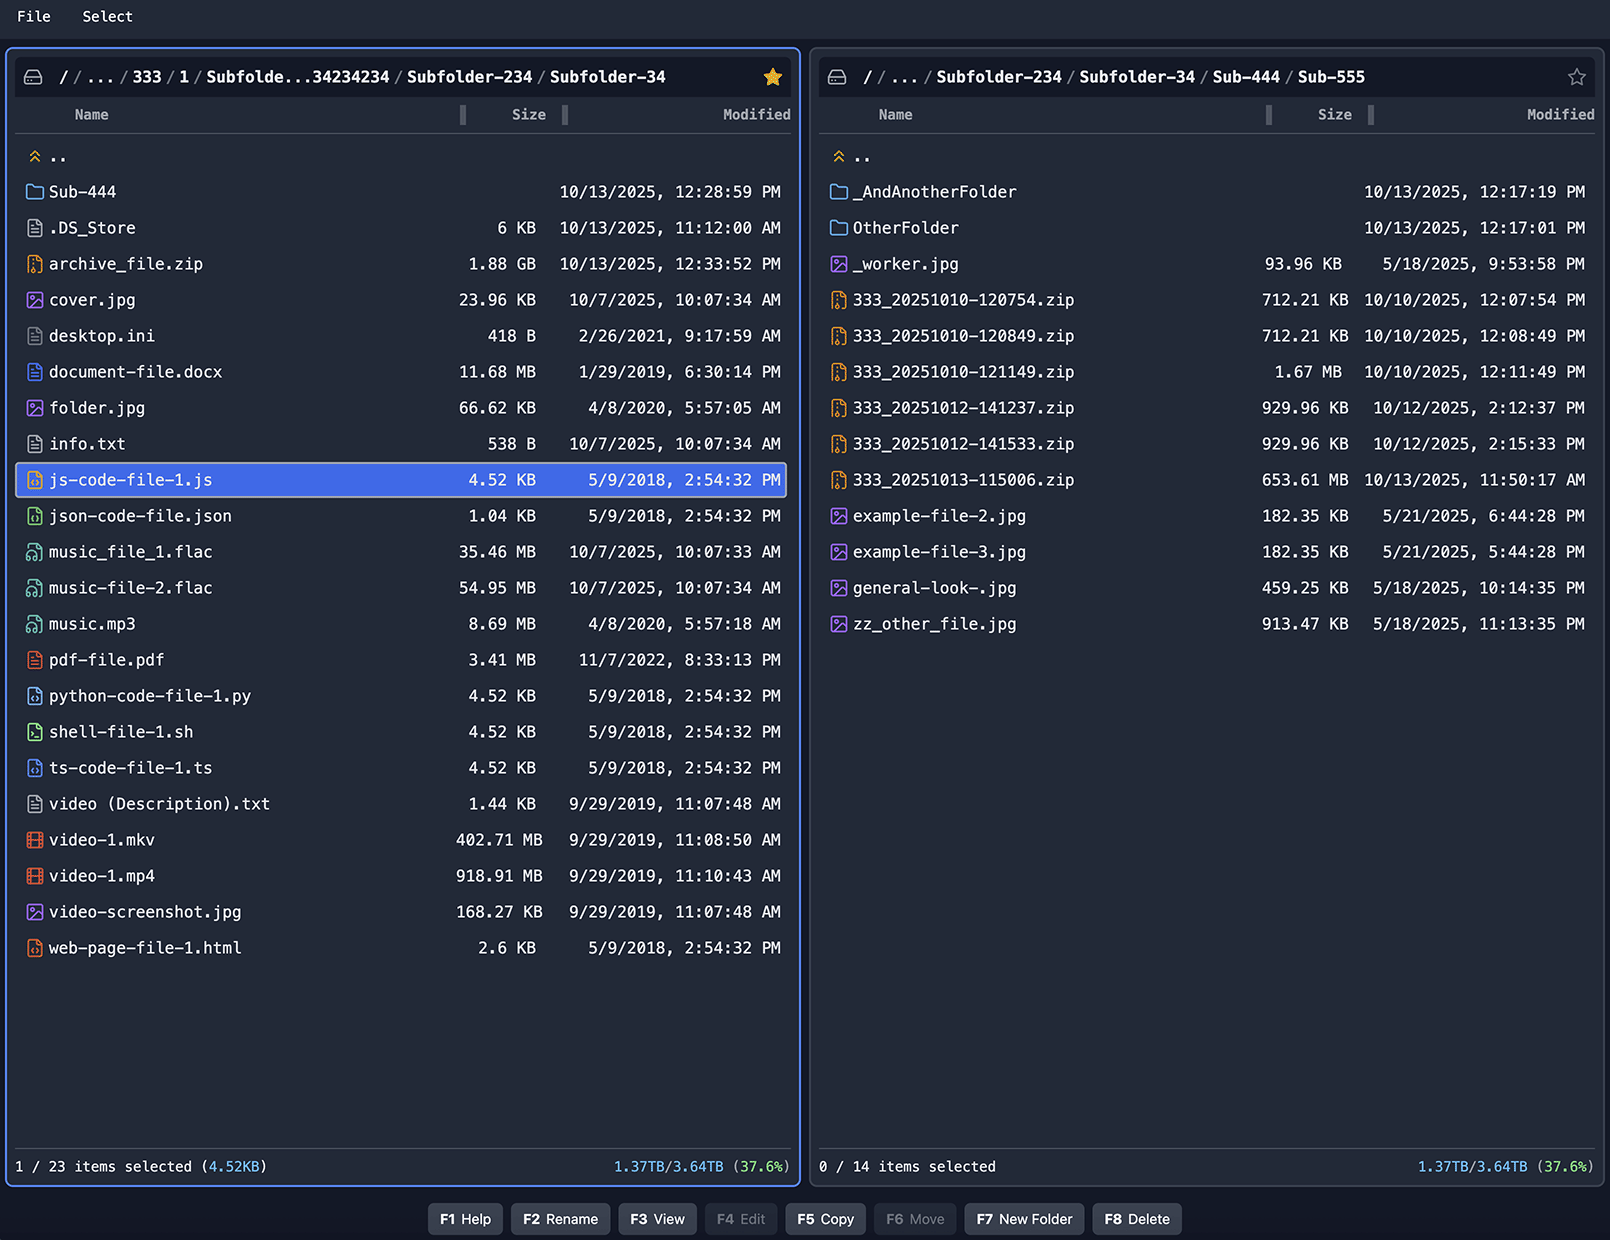 File Select
/ / ... / 333 / 1 / Subfolde...34234234 / Subfolder-234 / Subfolder-34
Name Size Modified
..
Sub-444 10/13/2025, 12:28:59 PM
.DS_Store 6 KB 10/13/2025, 11:12:00 AM
archive_file.zip 1.88 GB 10/13/2025, 12:33:52 PM
cover.jpg 23.96 KB 10/7/2025, 10:07:34 AM
desktop.ini 418 B 2/26/2021, 9:17:59 AM
document-file.docx 11.68 MB 1/29/2019, 6:30:14 PM
folder.jpg 66.62 KB 4/8/2020, 5:57:05 AM
info.txt 538 B 10/7/2025, 10:07:34 AM
js-code-file-1.js 4.52 KB 5/9/2018, 2:54:32 PM
json-code-file.json 1.04 KB 5/9/2018, 2:54:32 PM
music_file_1.flac 35.46 MB 10/7/2025, 10:07:33 AM
music-file-2.flac 54.95 MB 10/7/2025, 10:07:34 AM
music.mp3 8.69 MB 4/8/2020, 5:57:18 AM
pdf-file.pdf 3.41 MB 11/7/2022, 8:33:13 PM
python-code-file-1.py 4.52 KB 5/9/2018, 2:54:32 PM
shell-file-1.sh 4.52 KB 5/9/2018, 2:54:32 PM
ts-code-file-1.ts 4.52 KB 5/9/2018, 2:54:32 PM
video (Description).txt 1.44 KB 9/29/2019, 11:07:48 AM
video-1.mkv 402.71 MB 9/29/2019, 11:08:50 AM
video-1.mp4 918.91 MB 9/29/2019, 11:10:43 AM
video-screenshot.jpg 168.27 KB 9/29/2019, 11:07:48 AM
web-page-file-1.html 2.6 KB 5/9/2018, 2:54:32 PM
1 / 23 items selected (4.52KB) 1.37TB/3.64TB (37.6%)
/ / ... / Subfolder-234 / Subfolder-34 / Sub-444 / Sub-555
Name Size Modified
..
_AndAnotherFolder 10/13/2025, 12:17:19 PM
OtherFolder 10/13/2025, 12:17:01 PM
_worker.jpg 93.96 KB 5/18/2025, 9:53:58 PM
333_20251010-120754.zip 712.21 KB 10/10/2025, 12:07:54 PM
333_20251010-120849.zip 712.21 KB 10/10/2025, 12:08:49 PM
333_20251010-121149.zip 1.67 MB 10/10/2025, 12:11:49 PM
333_20251012-141237.zip 929.96 KB 10/12/2025, 2:12:37 PM
333_20251012-141533.zip 929.96 KB 10/12/2025, 2:15:33 PM
333_20251013-115006.zip 653.61 MB 10/13/2025, 11:50:17 AM
example-file-2.jpg 182.35 KB 5/21/2025, 6:44:28 PM
example-file-3.jpg 182.35 KB 5/21/2025, 5:44:28 PM
general-look-.jpg 459.25 KB 5/18/2025, 10:14:35 PM
zz_other_file.jpg 913.47 KB 5/18/2025, 11:13:35 PM
0 / 14 items selected 1.37TB/3.64TB (37.6%)
F1 Help F2 Rename F3 View F4 Edit F5 Copy F6 Move F7 New Folder F8 Delete